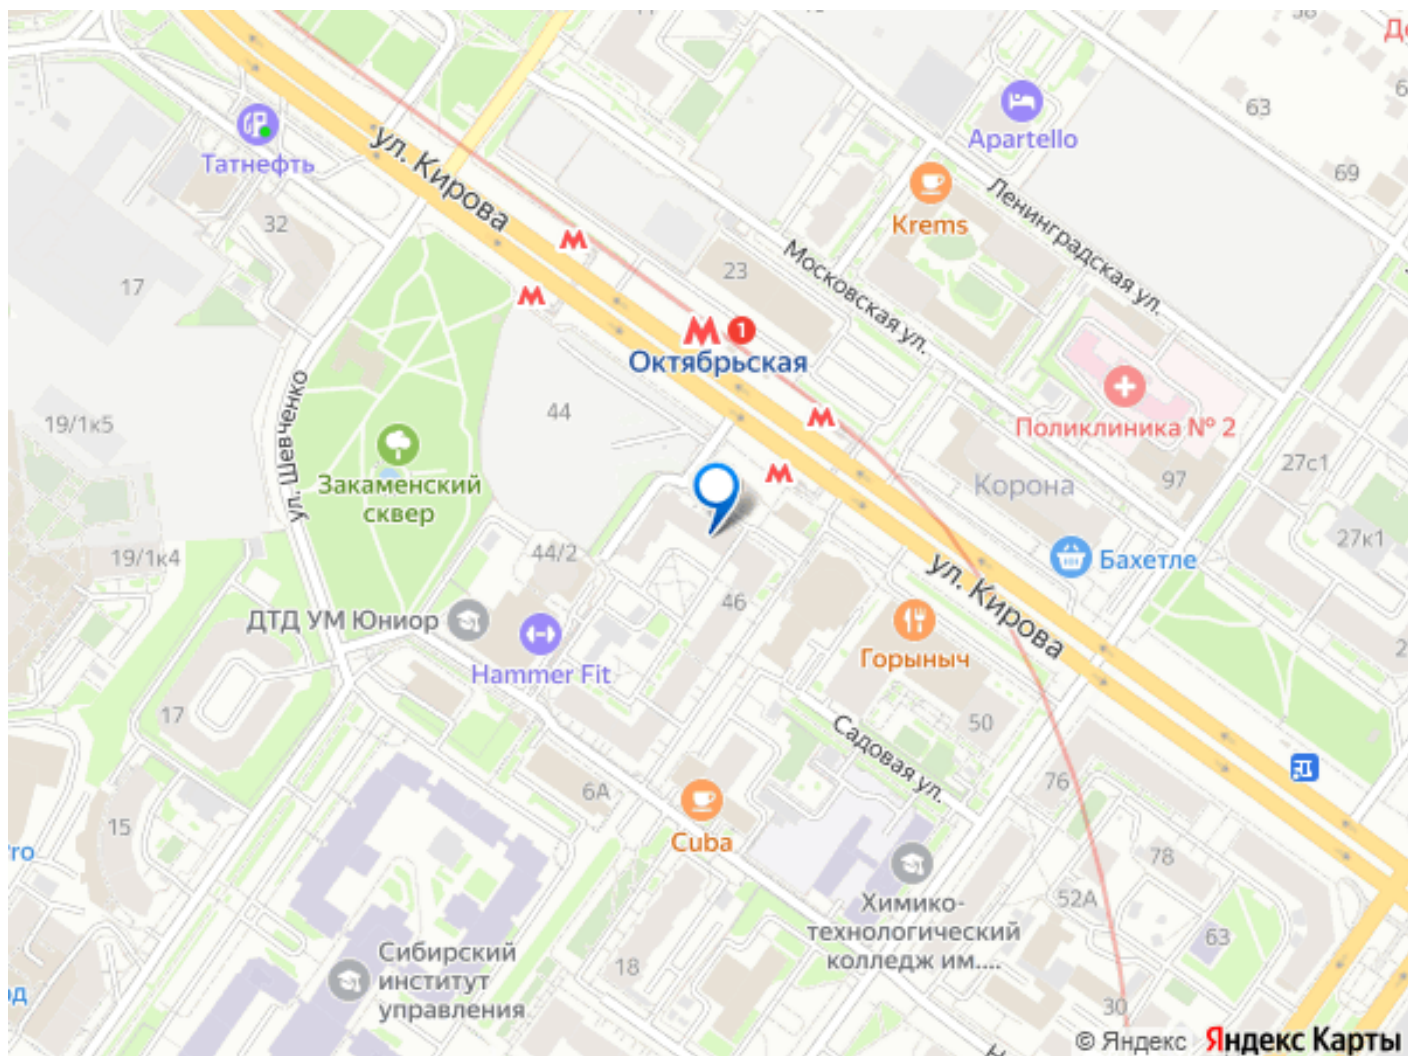 58
63
69
Apartello
Татнефть
ул. Кирова
Krems
Ленинградская ул.
32
17
23
Московская ул.
1
Октябрьская
44
ул. Шевченко
19/1к5
Закаменский
сквер
Поликлиника № 2
Корона
97
27с1
27к1
19/1к4
44/2
ул. Кирова
Бахетле
46
ДТД УМ Юниор
Hammer Fit
Горыныч
17
50
Садовая ул.
76
6А
15
Cuba
78
52А
63
Химико-
технологический
колледж им....
Сибирский
институт
управления
18
30
© Яндекс Яндекс Карты